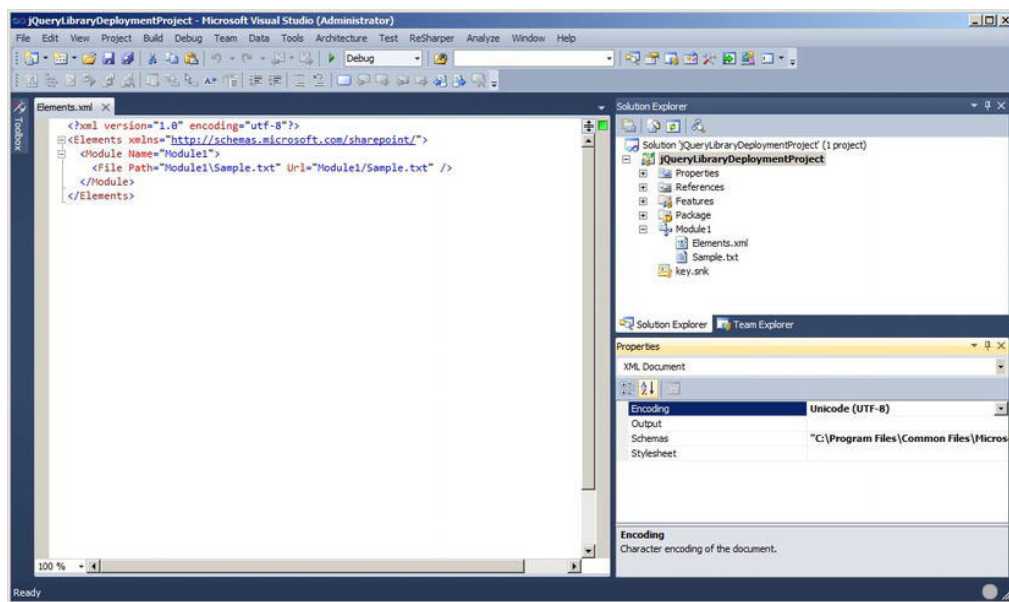 jQueryLibraryDeploymentProject - Microsoft Visual Studio (Administrator)
File Edit View Project Build Debug Team Data Tools Architecture Test ReSharper Analyze Window Help
Debug
Toolbox
Elements.xml
<?xml version="1.0" encoding="utf-8"?>
<Elements xmlns="http://schemas.microsoft.com/sharepoint/">
<Module Name="Module1">
<File Path="Module1\Sample.txt" Url="Module1/Sample.txt" />
</Module>
</Elements>
100 %
Solution Explorer
Solution 'jQueryLibraryDeploymentProject' (1 project)
jQueryLibraryDeploymentProject
Properties
References
Features
Package
Module1
Elements.xml
Sample.txt
key.snk
Solution Explorer Team Explorer
Properties
XML Document
Encoding Unicode (UTF-8)
Output
Schemas "C:\Program Files\Common Files\Micros
Stylesheet
Encoding
Character encoding of the document.
Ready